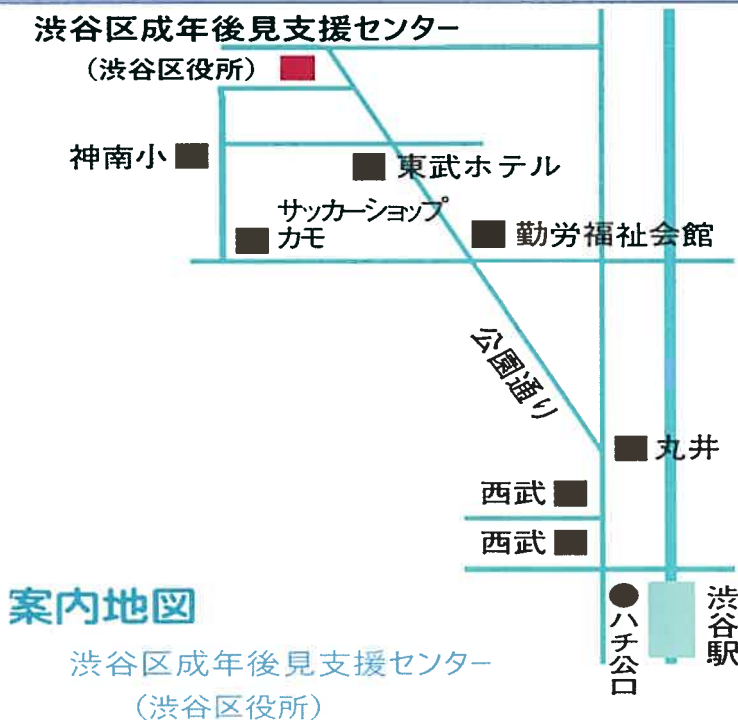 渋谷区成年後見支援センター
（渋谷区役所）
神南小
東武ホテル
サッカーショップ
カモ
勤労福祉会館
公園通り
丸井
西武
西武
ハチ公口
渋谷駅
案内地図
渋谷区成年後見支援センター
（渋谷区役所）